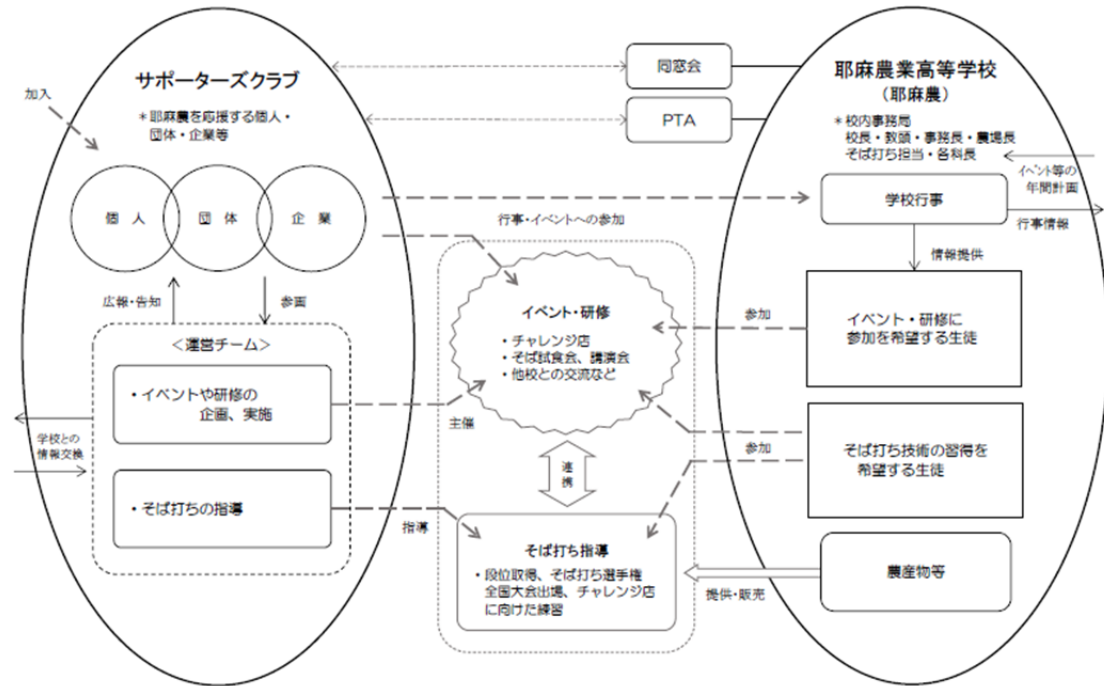 サポーターズクラブ
加入
＊耶麻農を応援する個人・
団体・企業等
個 人
団 体
企 業
広報・告知
参画
＜運営チーム＞
・イベントや研修の
企画、実施
・そば打ちの指導
学校との
情報交換
同窓会
PTA
行事・イベントへの参加
イベント・研修
・チャレンジ店
・そば試食会、講演会
・他校との交流など
主催
連携
指導
そば打ち指導
・段位取得、そば打ち選手権
全国大会出場、チャレンジ店
に向けた練習
耶麻農業高等学校
（耶麻農）
＊校内事務局
校長・教頭・事務長・農場長
そば打ち担当・各科長
イベント等の
年間計画
学校行事
行事情報
情報提供
参加
イベント・研修に
参加を希望する生徒
参加
そば打ち技術の習得を
希望する生徒
農産物等
提供・販売